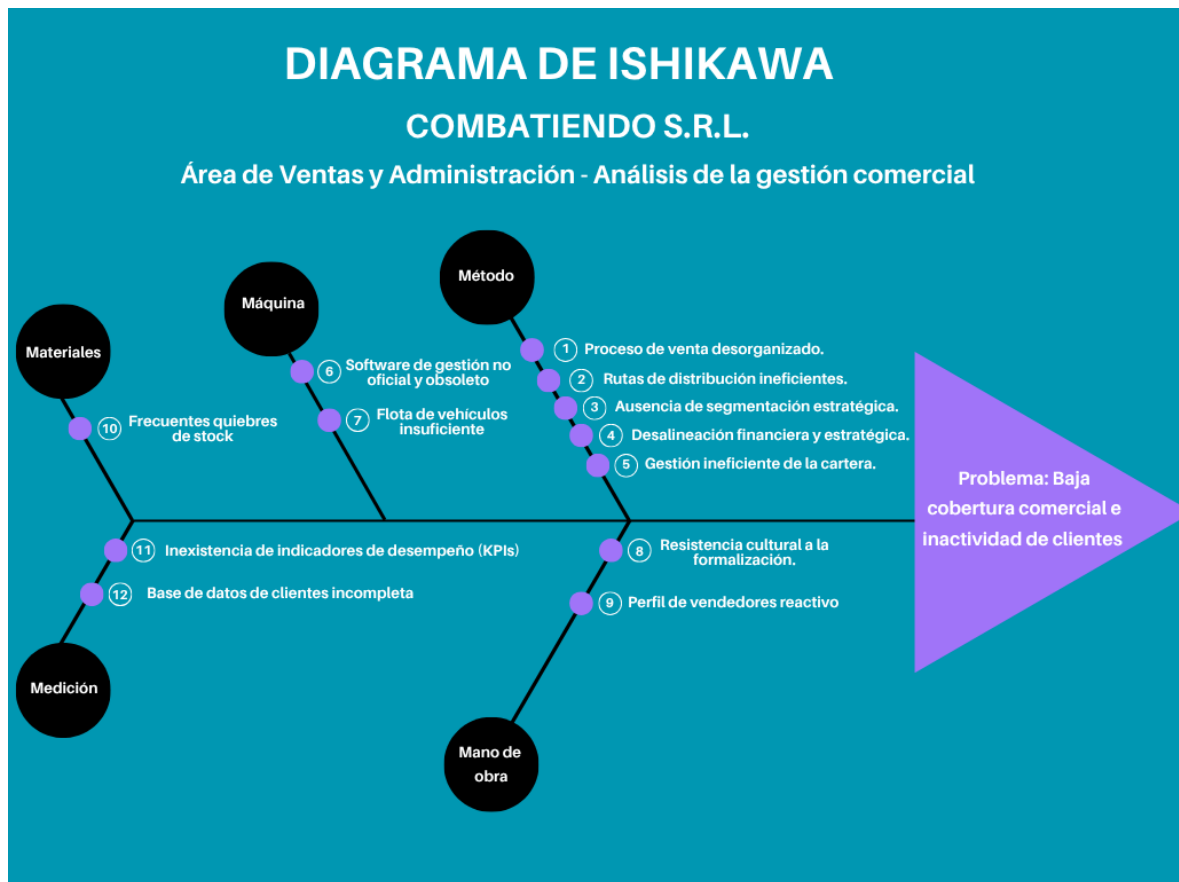 DIAGRAMA DE ISHIKAWA
COMBATIENDO S.R.L.
Área de Ventas y Administración - Análisis de la gestión comercial
Método
Máquina
Materiales
1 Proceso de venta desorganizado.
2 Rutas de distribución ineficientes.
3 Ausencia de segmentación estratégica.
4 Desalineación financiera y estratégica.
5 Gestión ineficiente de la cartera.
6 Software de gestión no
oficial y obsoleto
7 Flota de vehículos
insuficiente
10 Frecuentes quiebres
de stock
Problema: Baja
cobertura comercial e
inactividad de clientes
11 Inexistencia de indicadores de desempeño (KPIs)
12 Base de datos de clientes incompleta
8 Resistencia cultural a la
formalización.
9 Perfil de vendedores reactivo
Medición
Mano de
obra